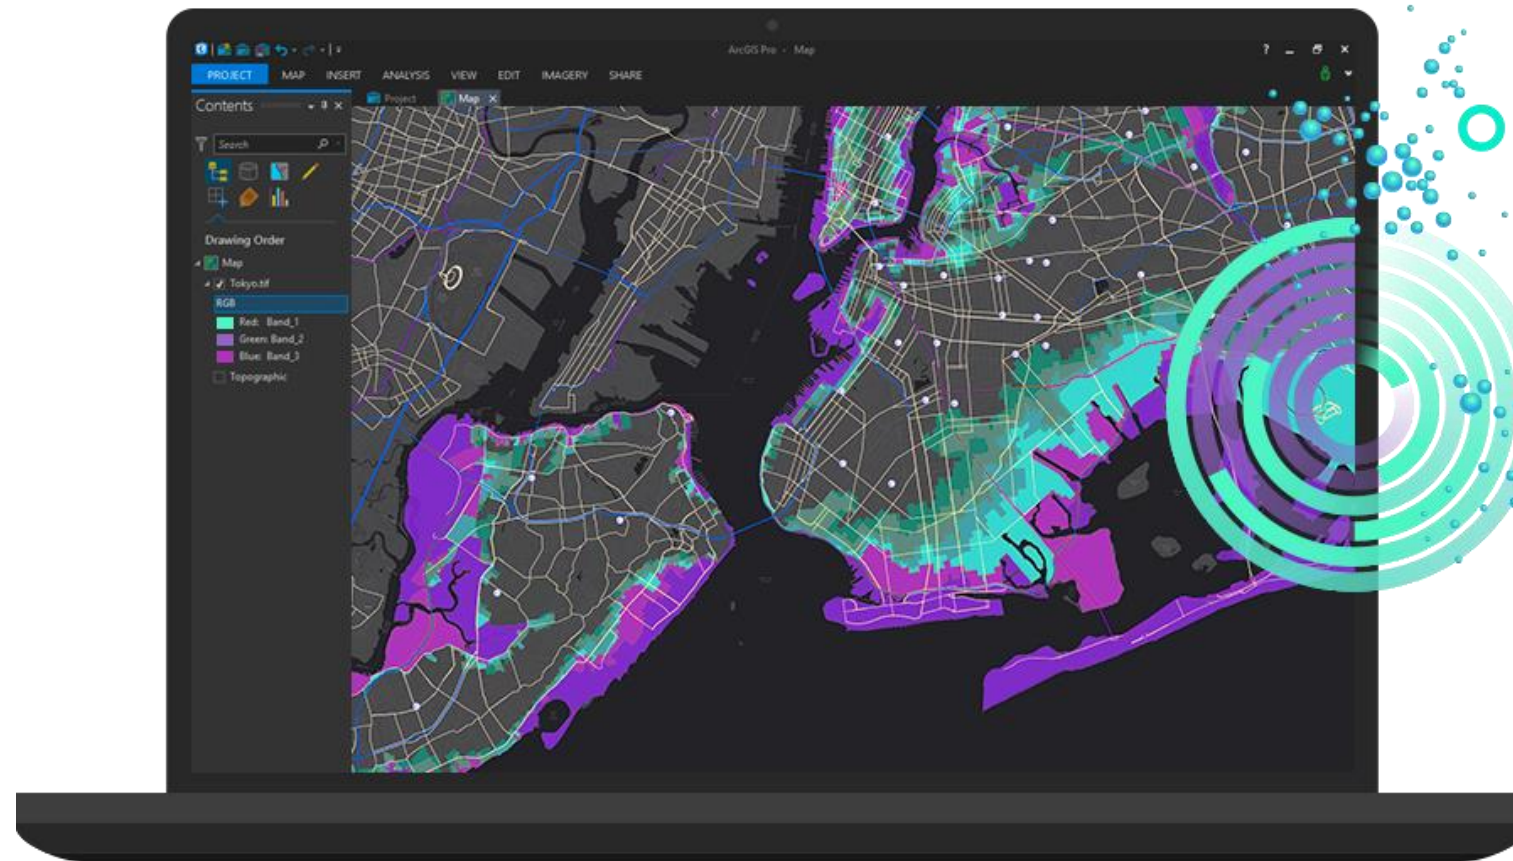 ArcGIS Pro - Map
?
PROJECT MAP INSERT ANALYSIS VIEW EDIT IMAGERY SHARE
Contents
Project Map
Search
Drawing Order
Map
Tokyo.tif
RGB
Red: Band_1
Green: Band_2
Blue: Band_3
Topographic